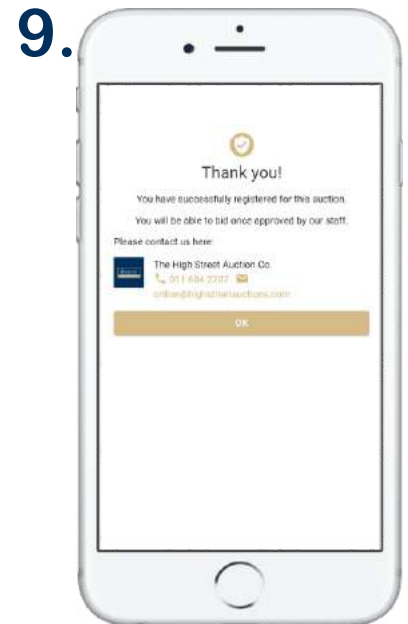 9.
Thank you!
You have successfully registered for this auction.
You will be able to bid once approved by our staff.
Please contact us here:
The High Street Auction Co.
011 684 2707
online@highstreetauctions.com
OK